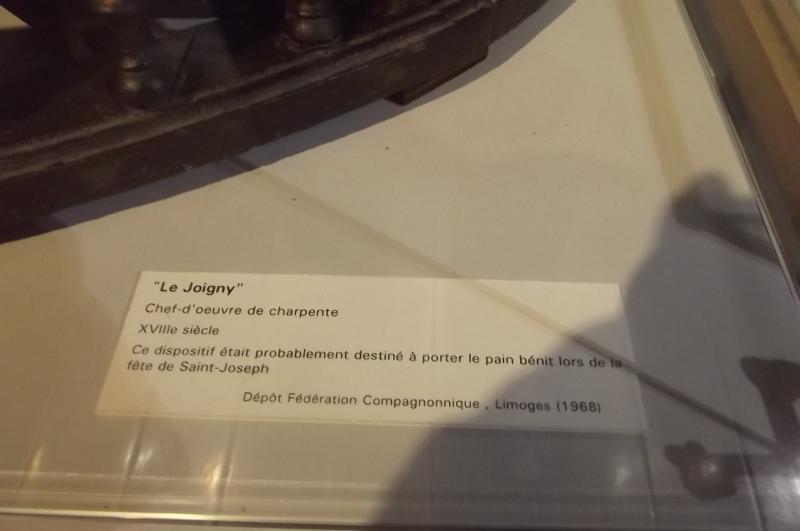 "Le Joigny"
Chef-d'oeuvre de charpente
XVIIIe siècle
Ce dispositif était probablement destiné à porter le pain bénit lors de la
fête de Saint-Joseph
Dépôt Fédération Compagnonnique , Limoges (1968)